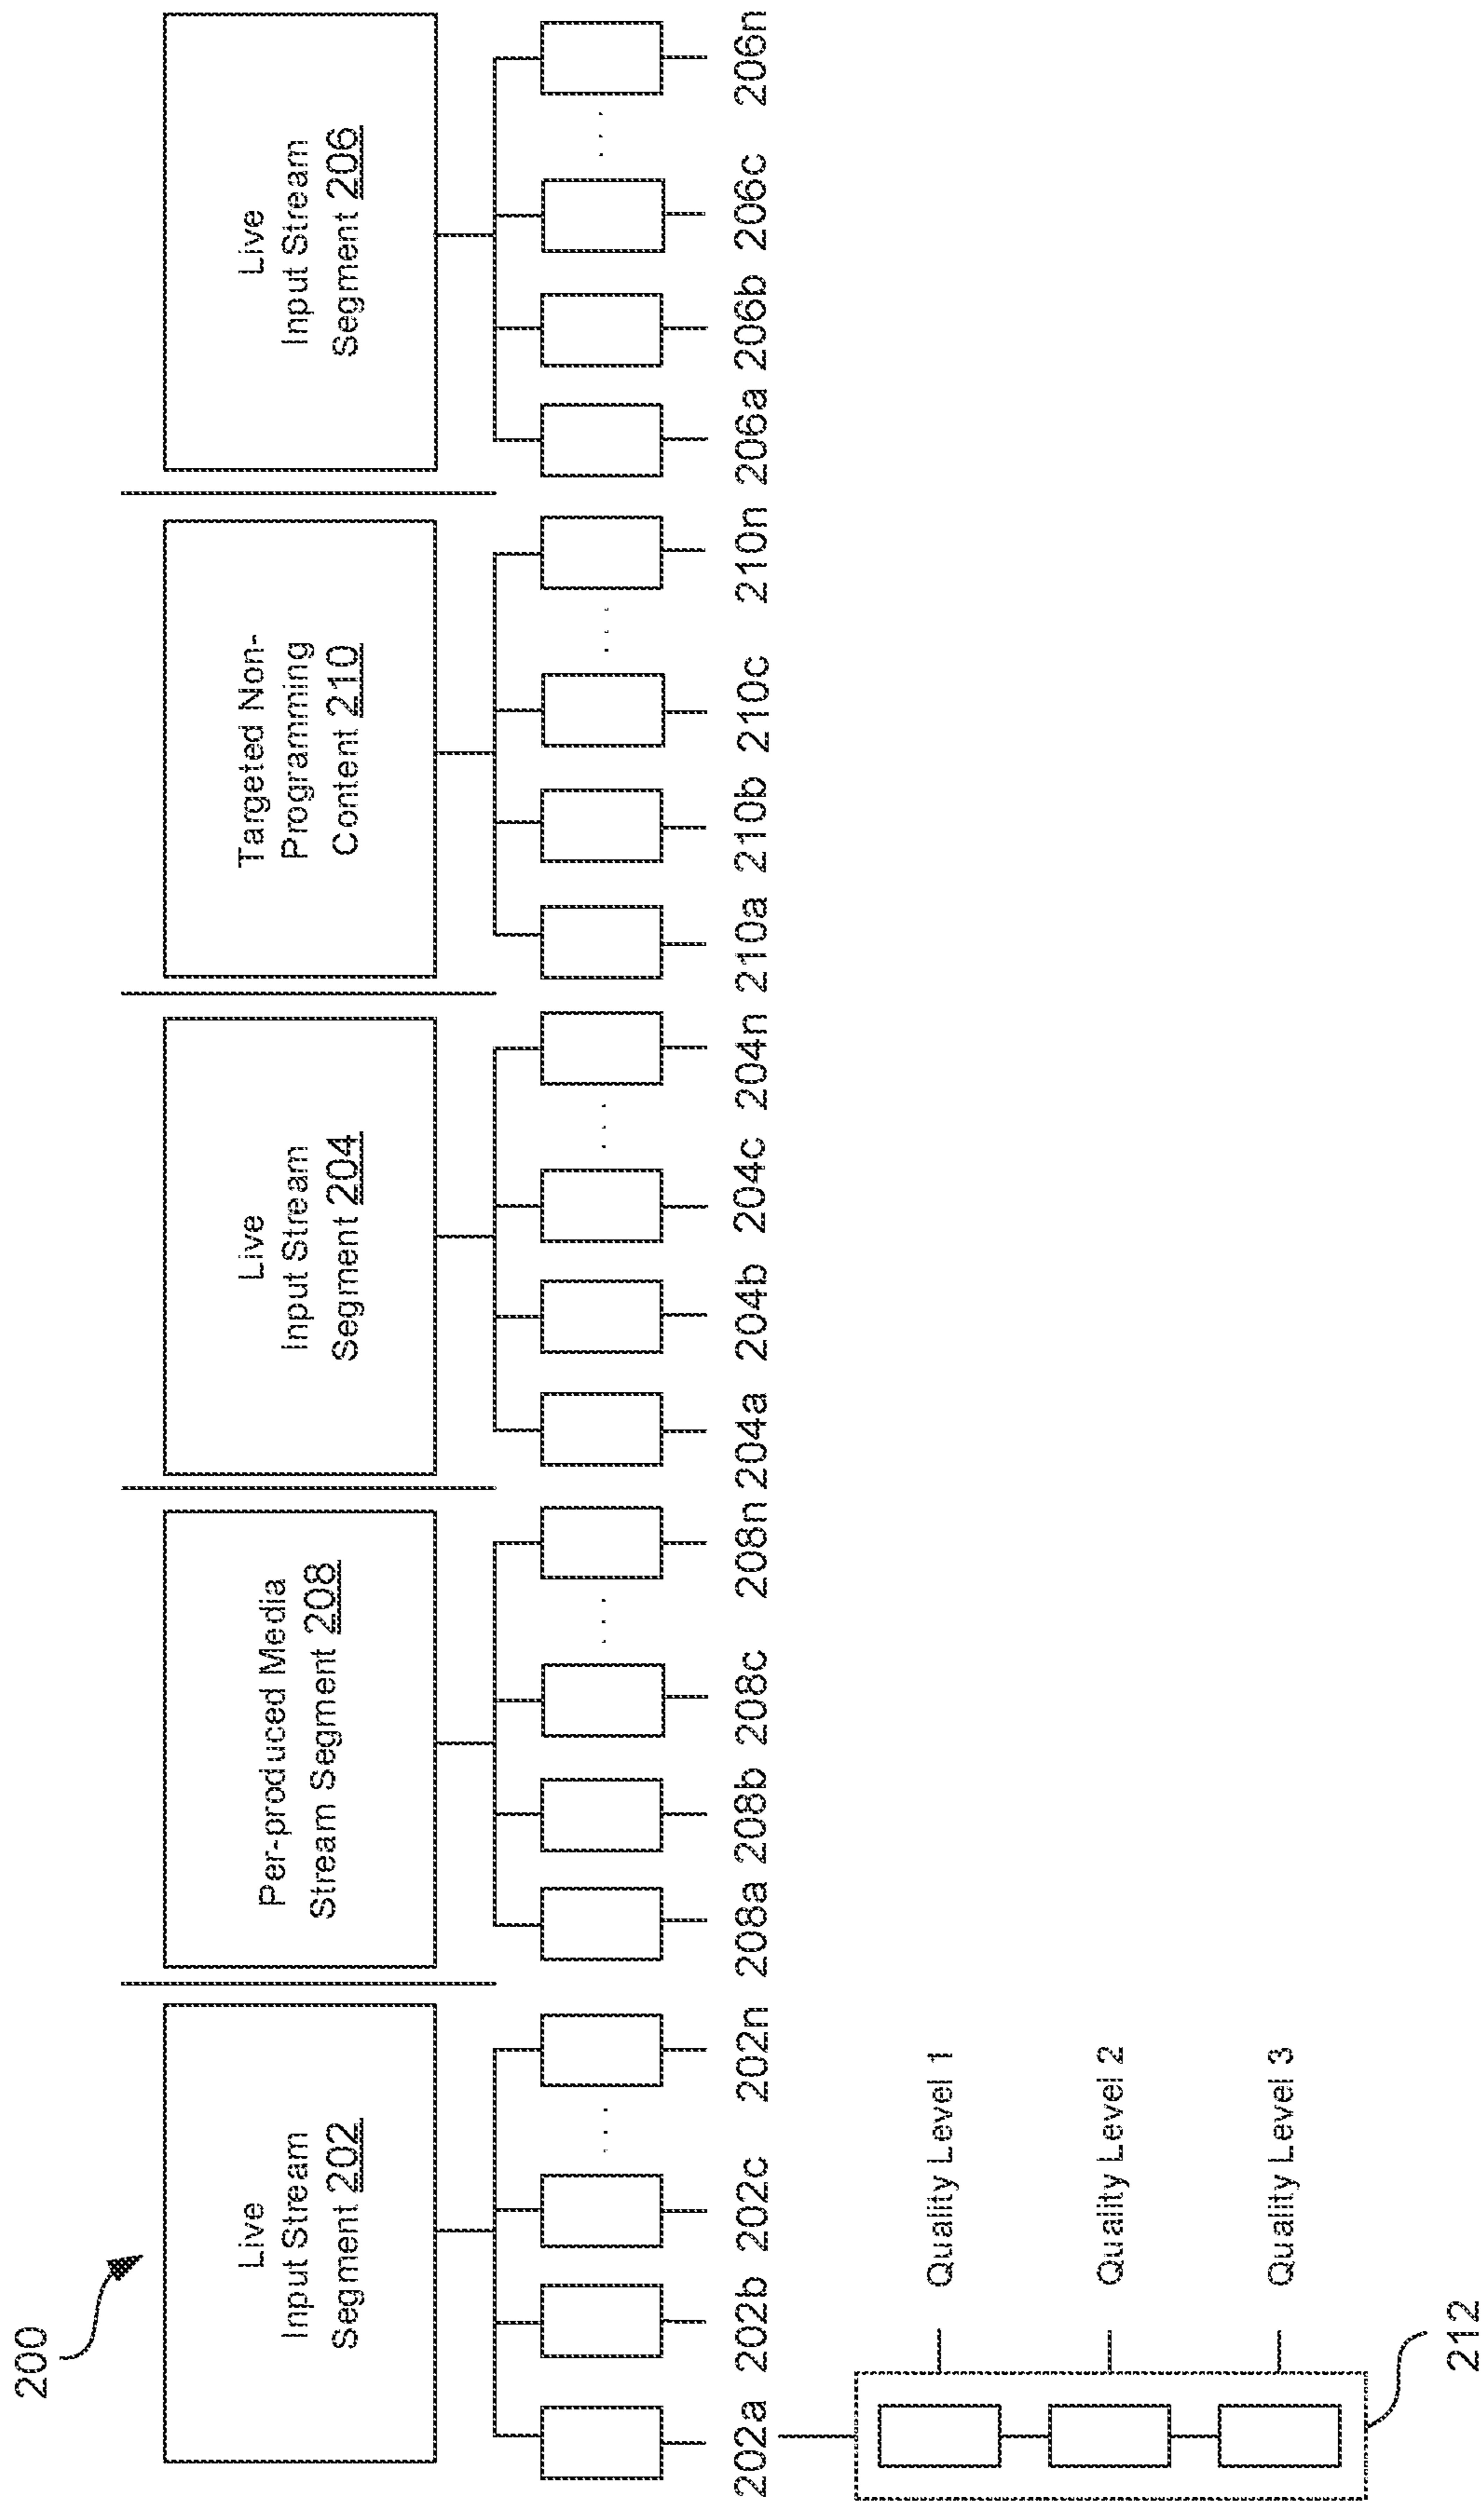 200
Live
Input Stream
Segment 202
Per-produced Media
Stream Segment 208
Live
Input Stream
Segment 204
Targeted Non-
Programming
Content 210
Live
Input Stream
Segment 206
202a 202b 202c 202n 208a 208b 208c 208n 204a 204b 204c 204n 210a 210b 210c 210n 206a 206b 206c 206n
Quality Level 1
Quality Level 2
Quality Level 3
212